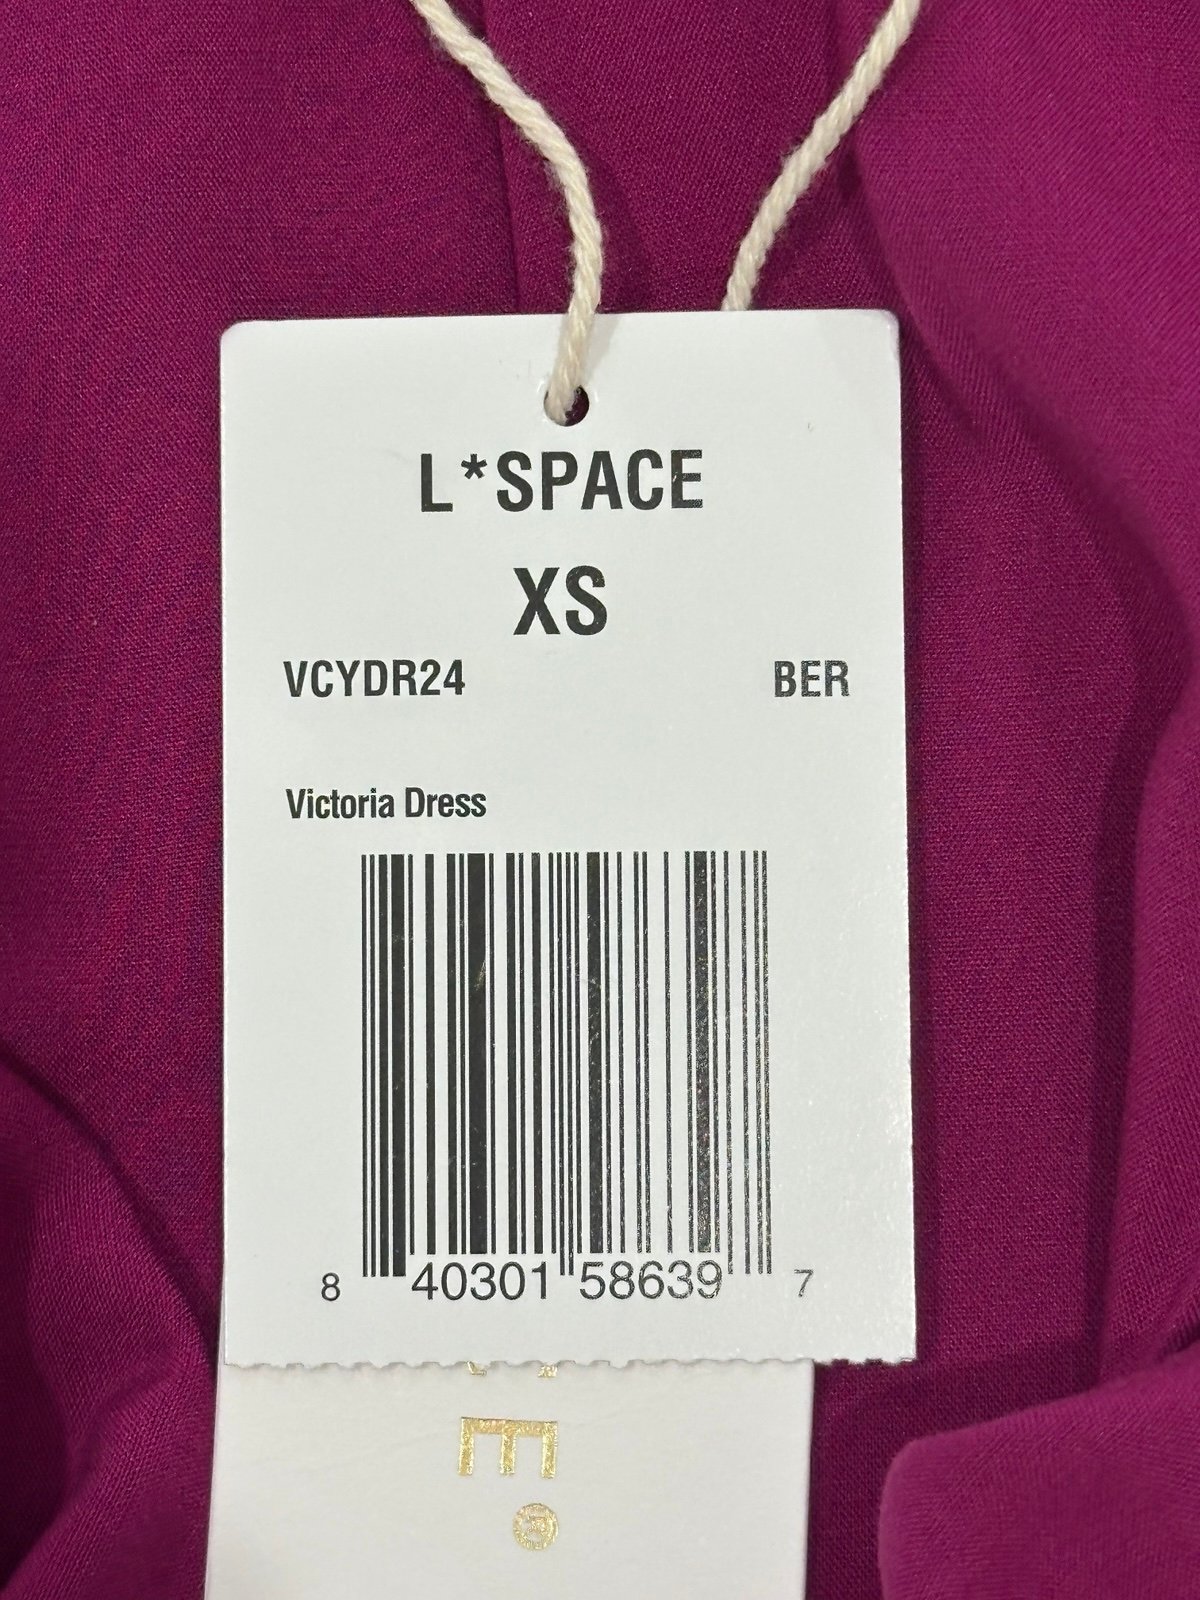 L*SPACE
XS
VCYDR24 BER
Victoria Dress
8 40301 58639 7
E®